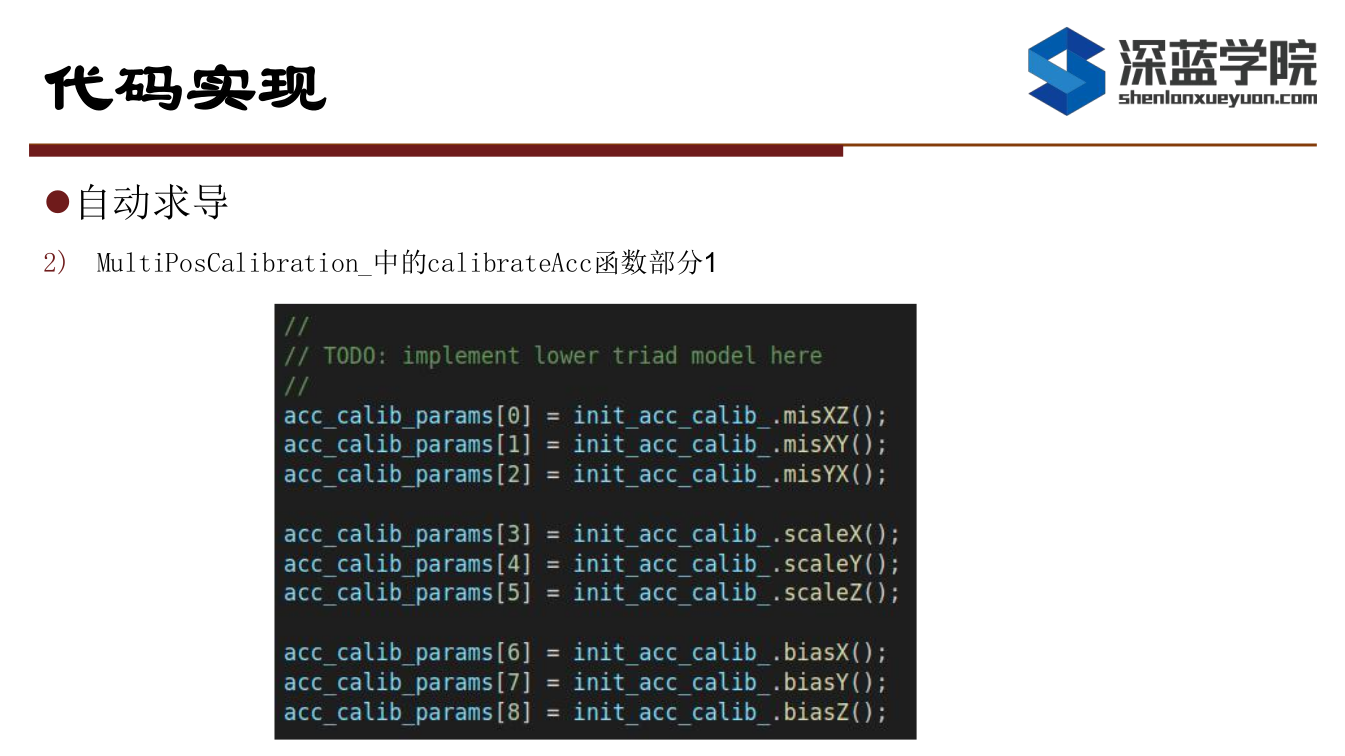 代码实现
深蓝学院
shenlanxueyuan.com
●自动求导
2) MultiPosCalibration_中的calibrateAcc函数部分1
//
// TODO: implement lower triad model here
//
acc_calib_params[0] = init_acc_calib_.misXZ();
acc_calib_params[1] = init_acc_calib_.misXY();
acc_calib_params[2] = init_acc_calib_.misYX();
acc_calib_params[3] = init_acc_calib_.scaleX();
acc_calib_params[4] = init_acc_calib_.scaleY();
acc_calib_params[5] = init_acc_calib_.scaleZ();
acc_calib_params[6] = init_acc_calib_.biasX();
acc_calib_params[7] = init_acc_calib_.biasY();
acc_calib_params[8] = init_acc_calib_.biasZ();